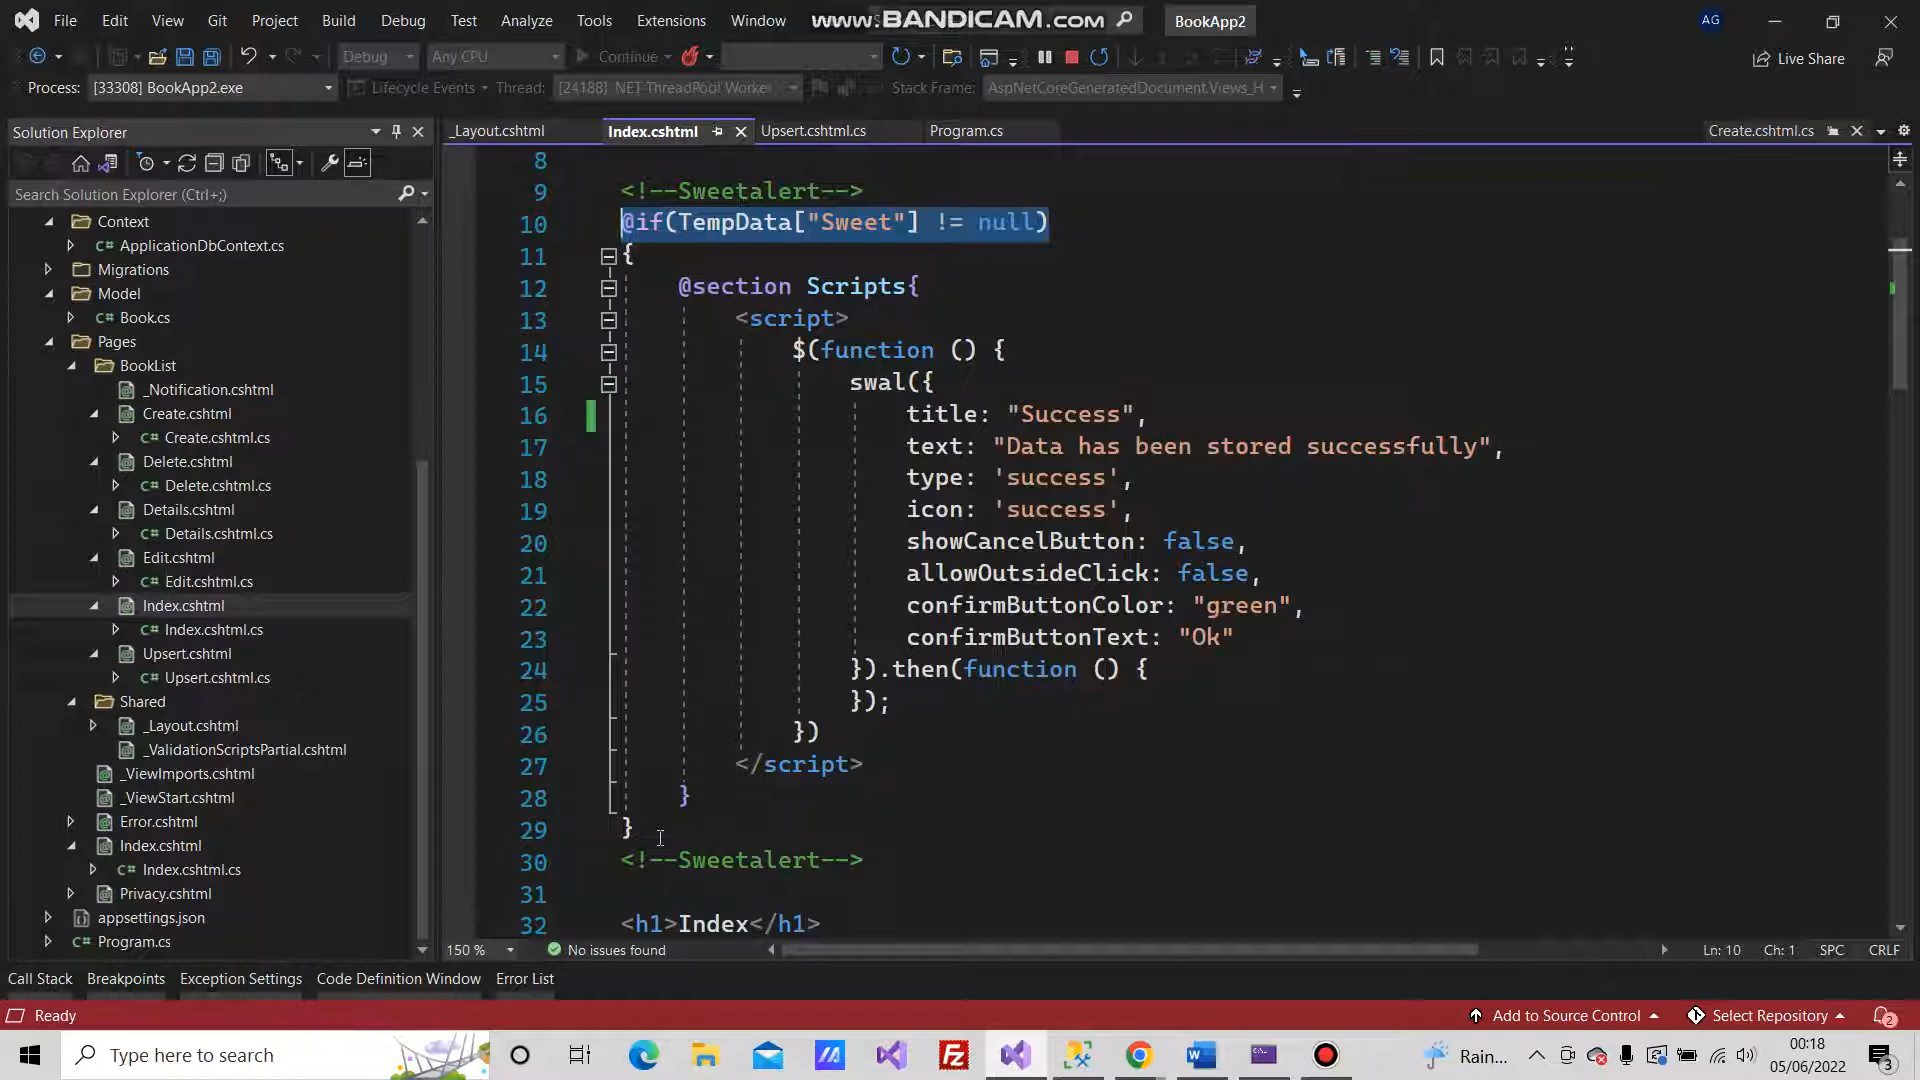 File Edit View Git Project Build Debug Test Analyze Tools Extensions Window www.BANDICAM.com BookApp2 AG
Debug Any CPU Continue Live Share
Process: [33308] BookApp2.exe Lifecycle Events Thread: [24188] .NET ThreadPool Worke Stack Frame: AspNetCoreGeneratedDocument.Views_H
Solution Explorer
Search Solution Explorer (Ctrl+;)
Context
C# ApplicationDbContext.cs
Migrations
Model
C# Book.cs
Pages
BookList
_Notification.cshtml
Create.cshtml
C# Create.cshtml.cs
Delete.cshtml
C# Delete.cshtml.cs
Details.cshtml
C# Details.cshtml.cs
Edit.cshtml
C# Edit.cshtml.cs
Index.cshtml
C# Index.cshtml.cs
Upsert.cshtml
C# Upsert.cshtml.cs
Shared
_Layout.cshtml
_ValidationScriptsPartial.cshtml
_ViewImports.cshtml
_ViewStart.cshtml
Error.cshtml
Index.cshtml
C# Index.cshtml.cs
Privacy.cshtml
appsettings.json
C# Program.cs
_Layout.cshtml Index.cshtml Upsert.cshtml.cs Program.cs Create.cshtml.cs
8
9 <!--Sweetalert-->
10 @if(TempData["Sweet"] != null)
11 {
12 @section Scripts{
13 <script>
14 $(function () {
15 swal({
16 title: "Success",
17 text: "Data has been stored successfully",
18 type: 'success',
19 icon: 'success',
20 showCancelButton: false,
21 allowOutsideClick: false,
22 confirmButtonColor: "green",
23 confirmButtonText: "Ok"
24 }).then(function () {
25 });
26 })
27 </script>
28 }
29 }
30 <!--Sweetalert-->
31
32 <h1>Index</h1>
150 % No issues found Ln: 10 Ch: 1 SPC CRLF
Call Stack Breakpoints Exception Settings Code Definition Window Error List
Ready Add to Source Control Select Repository 2
Type here to search Rain... 00:18
05/06/2022 3